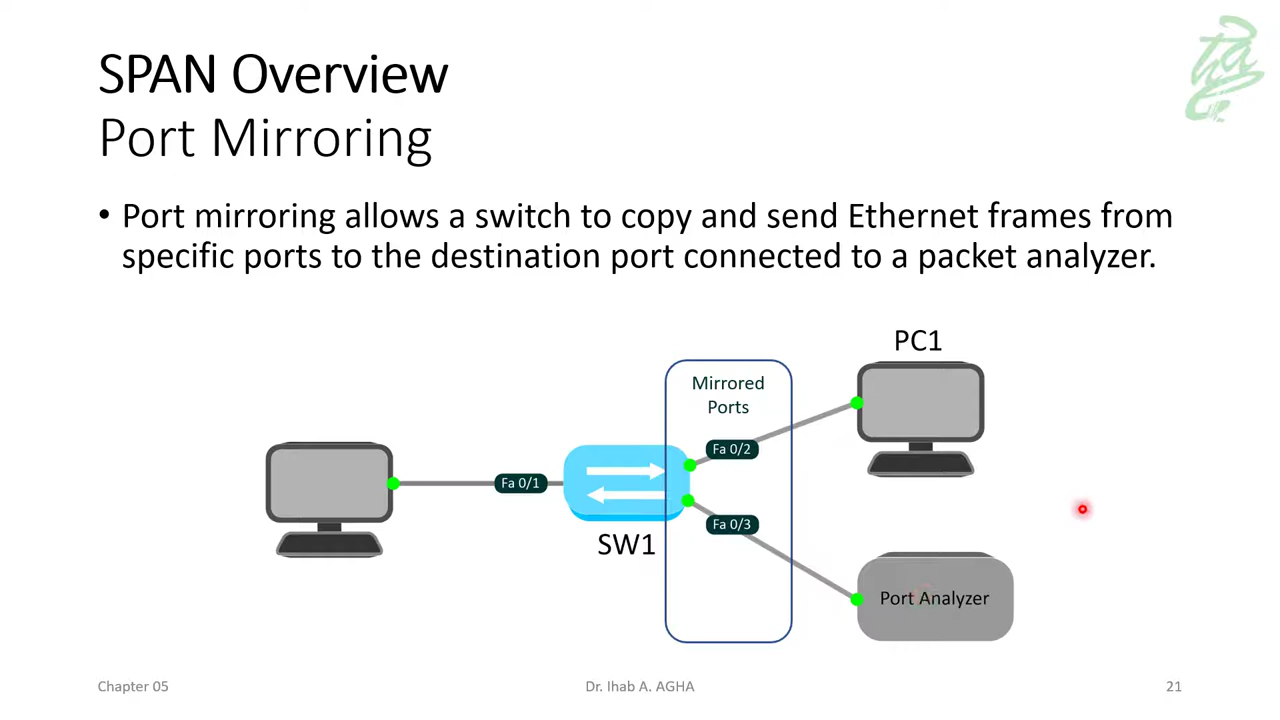 SPAN Overview
Port Mirroring
• Port mirroring allows a switch to copy and send Ethernet frames from
specific ports to the destination port connected to a packet analyzer.
PC1
Mirrored
Ports
Fa 0/2
Fa 0/1
Fa 0/3
SW1
Port Analyzer
Chapter 05
Dr. Ihab A. AGHA
21